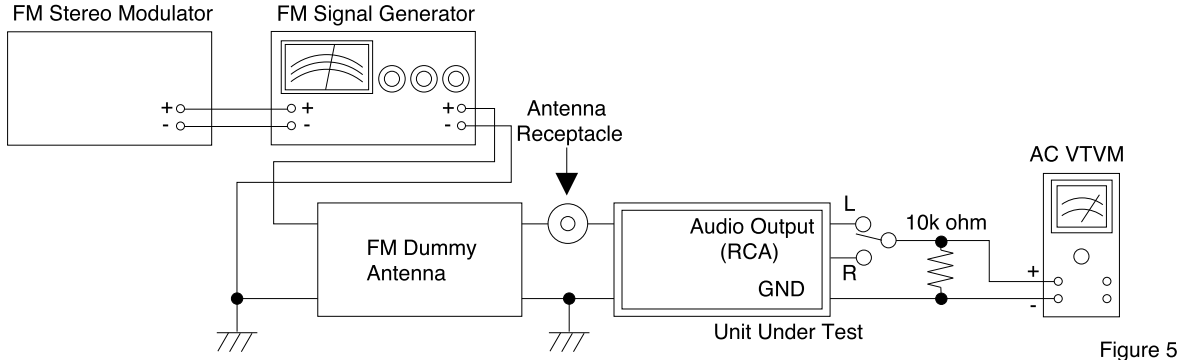 FM Stereo Modulator
FM Signal Generator
+
-
+
-
+
-
Antenna
Receptacle
AC VTVM
FM Dummy
Antenna
Audio Output
(RCA)
GND
L
R
10k ohm
+
-
Unit Under Test
Figure 5